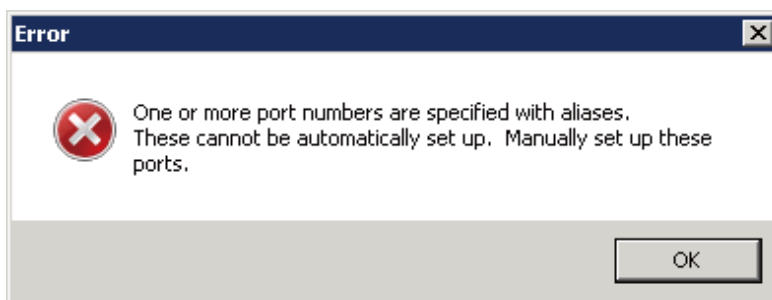 Error
One or more port numbers are specified with aliases.
These cannot be automatically set up.  Manually set up these
ports.
OK